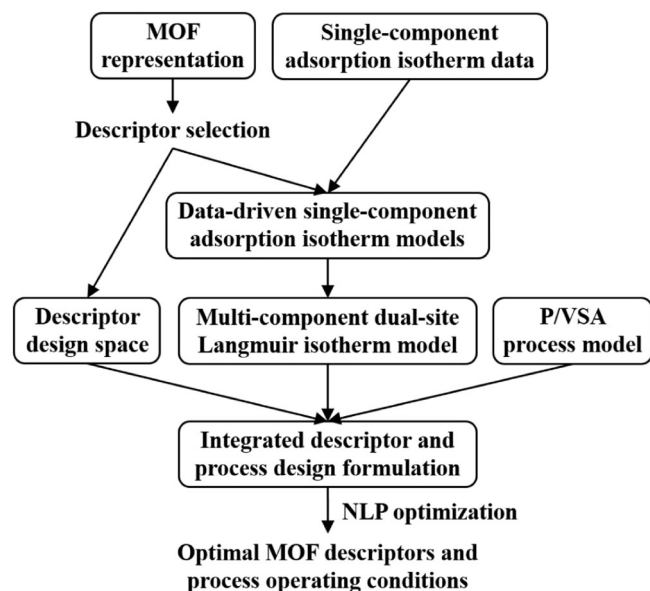 MOF
representation
Single-component
adsorption isotherm data
Descriptor selection
Data-driven single-component
adsorption isotherm models
Descriptor
design space
Multi-component dual-site
Langmuir isotherm model
P/VSA
process model
Integrated descriptor and
process design formulation
NLP optimization
Optimal MOF descriptors and
process operating conditions